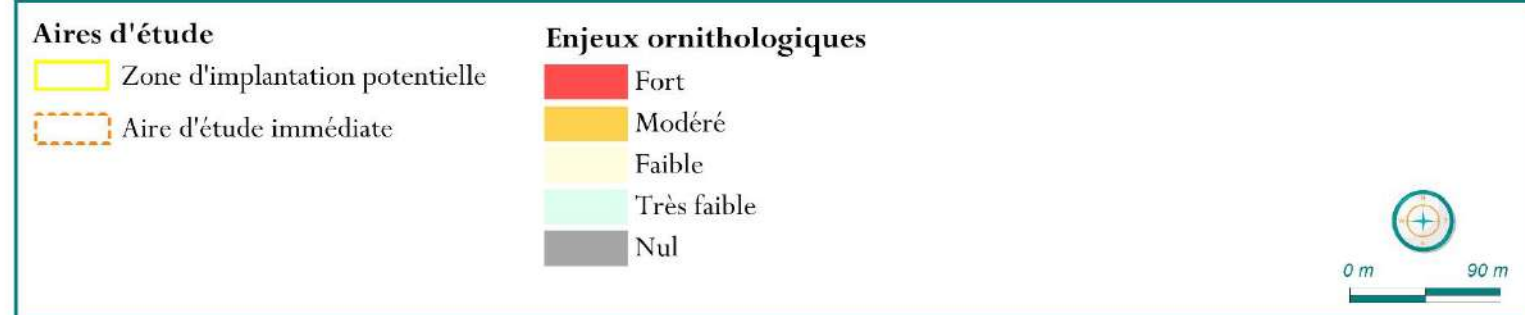 Aires d'étude
Zone d'implantation potentielle
Aire d'étude immédiate
Enjeux ornithologiques
Fort
Modéré
Faible
Très faible
Nul
0 m 90 m